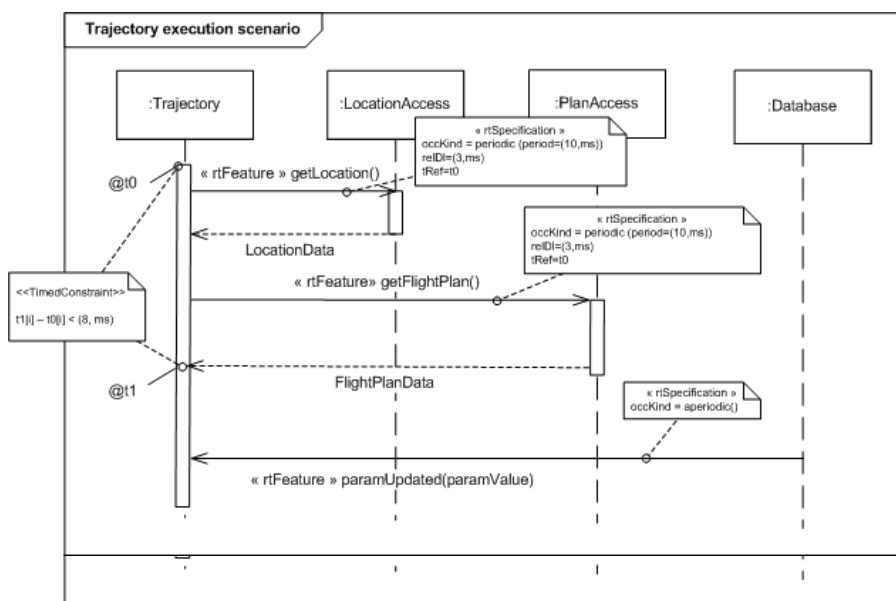 Trajectory execution scenario
:Trajectory
:LocationAccess
:PlanAccess
:Database
« rtSpecification »
occKind = periodic (period=(10,ms))
relDl=(3,ms)
tRef=t0
@t0
« rtFeature » getLocation()
LocationData
« rtSpecification »
occKind = periodic (period=(10,ms))
relDl=(3,ms)
tRef=t0
« rtFeature» getFlightPlan()
<<TimedConstraint>>
t1[i] – t0[i] < (8, ms)
FlightPlanData
@t1
« rtSpecification »
occKind = aperiodic()
« rtFeature » paramUpdated(paramValue)